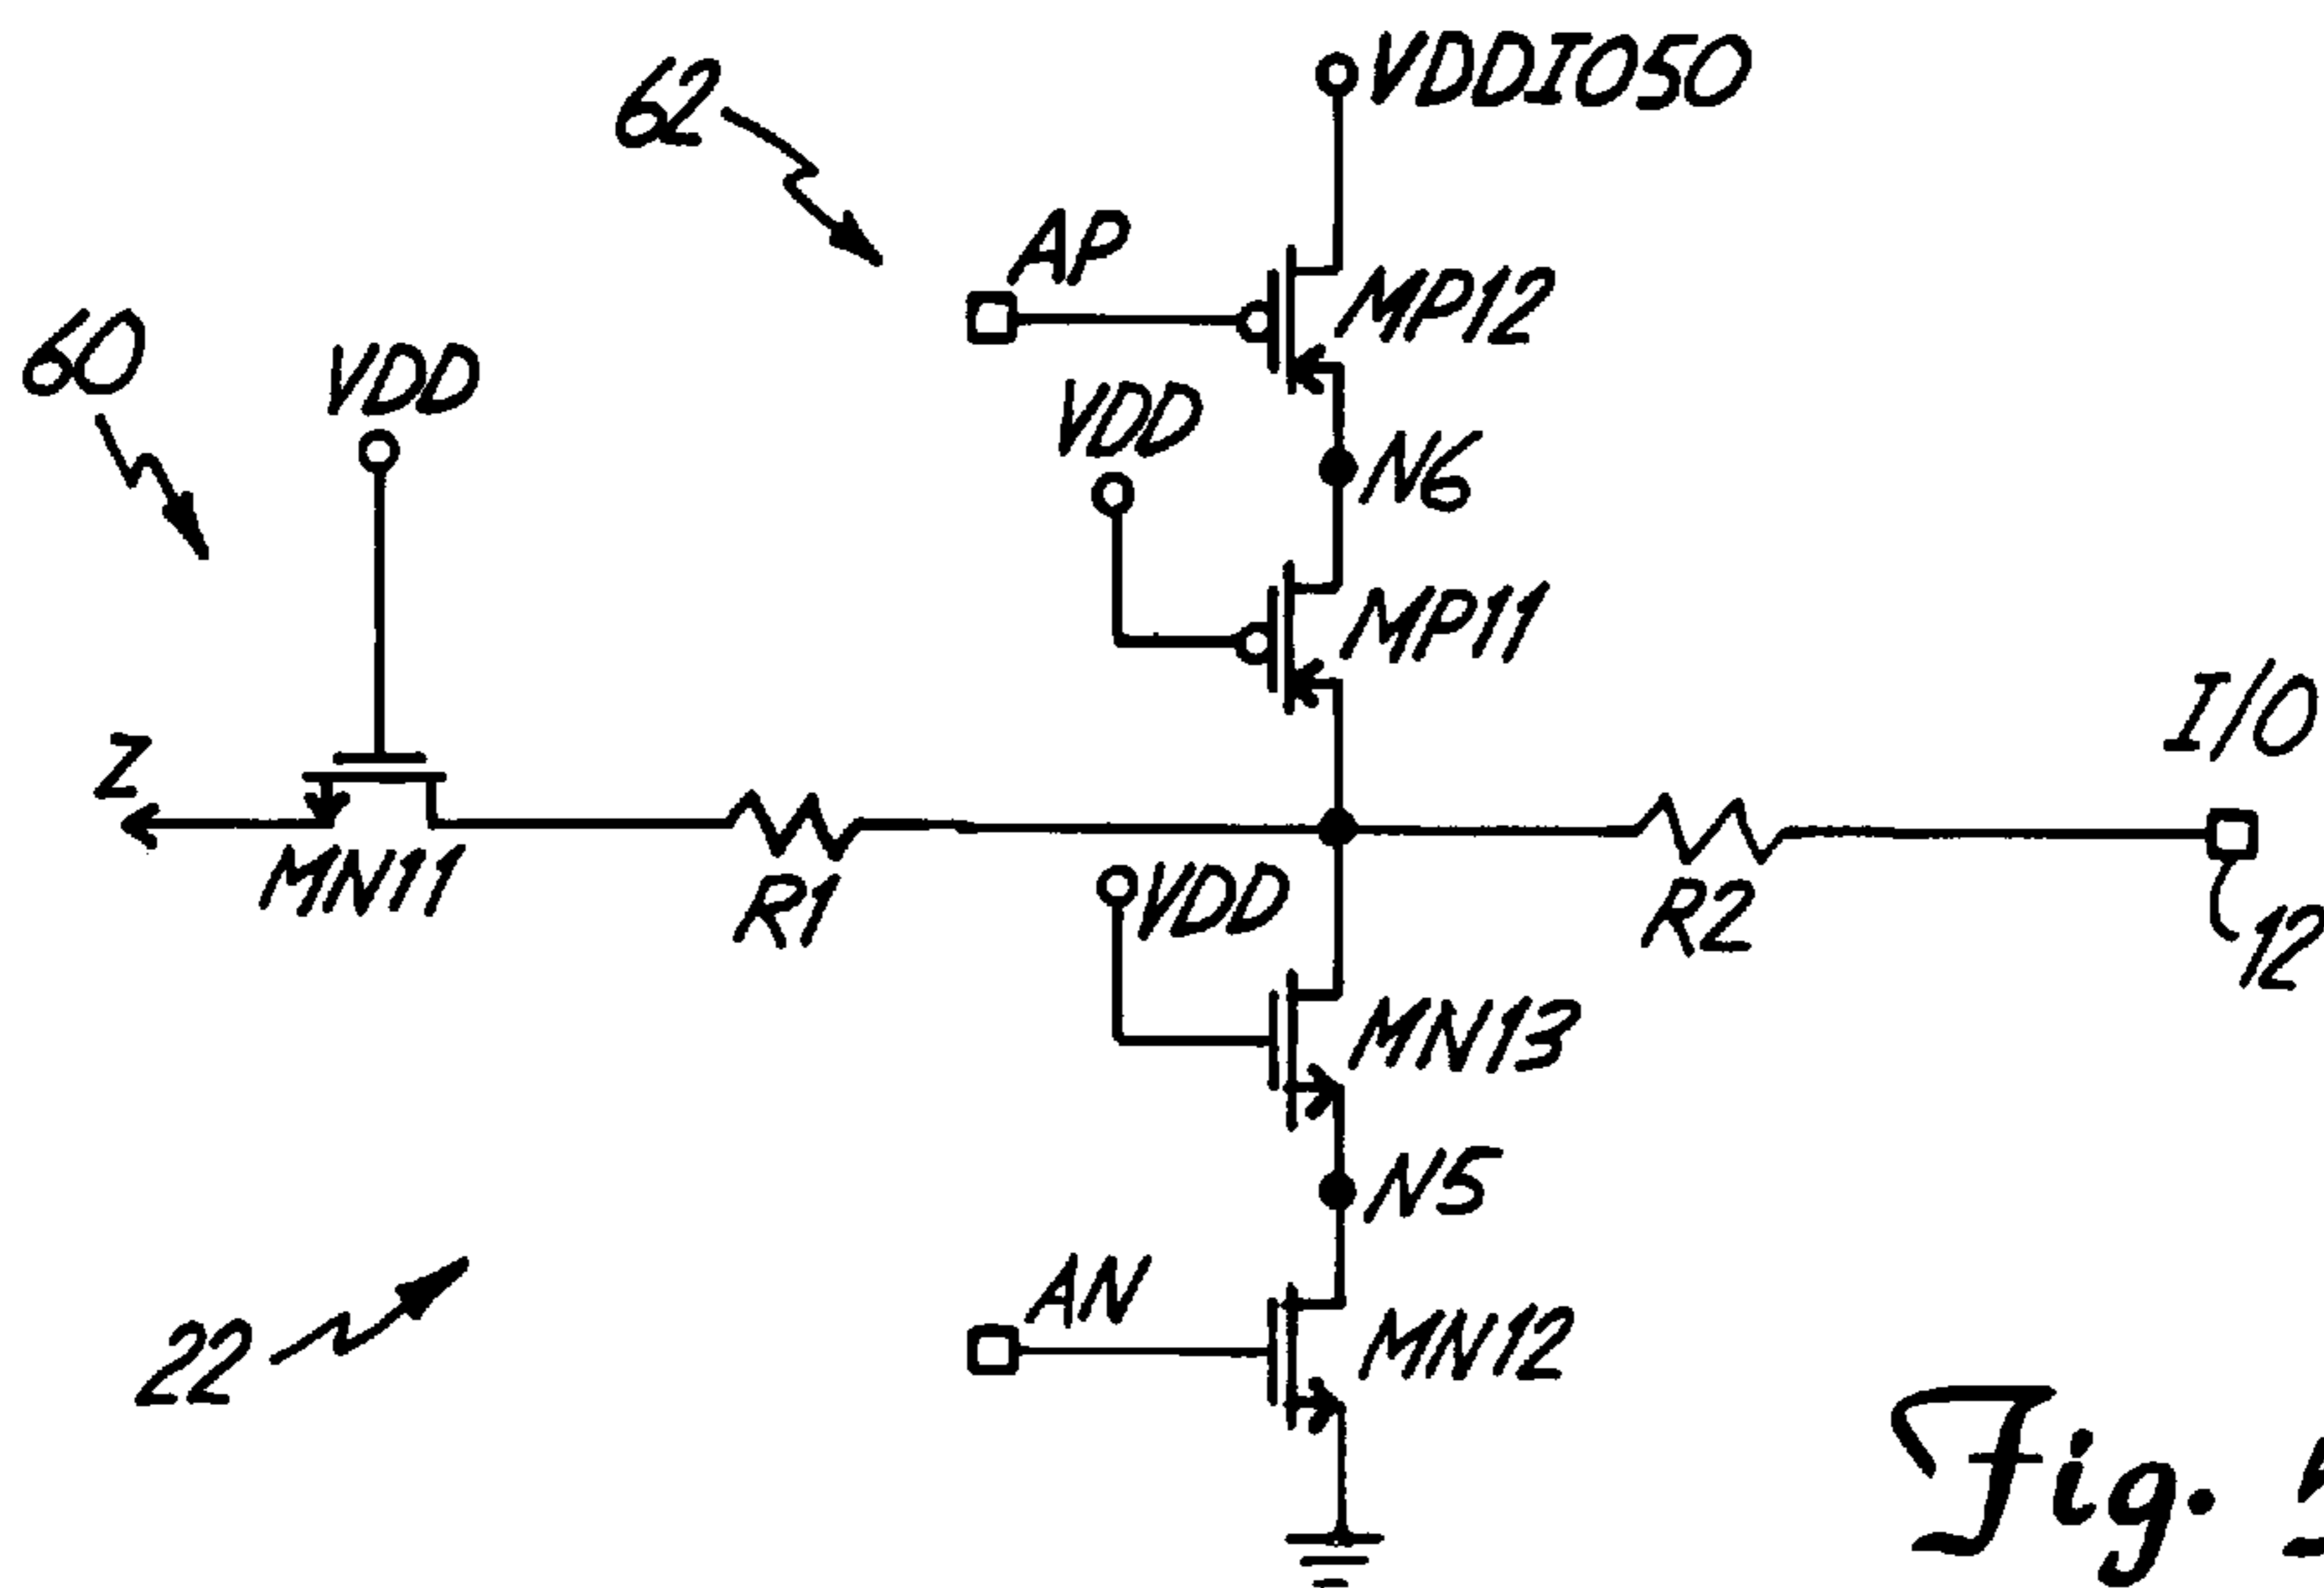 VDDIO50
62
AP
MP12
60
VDD
VDD
N6
MP11
I/O
Z
MN11
R1
VDD
R2
12
MN13
N5
AN
MN12
22
Fig.